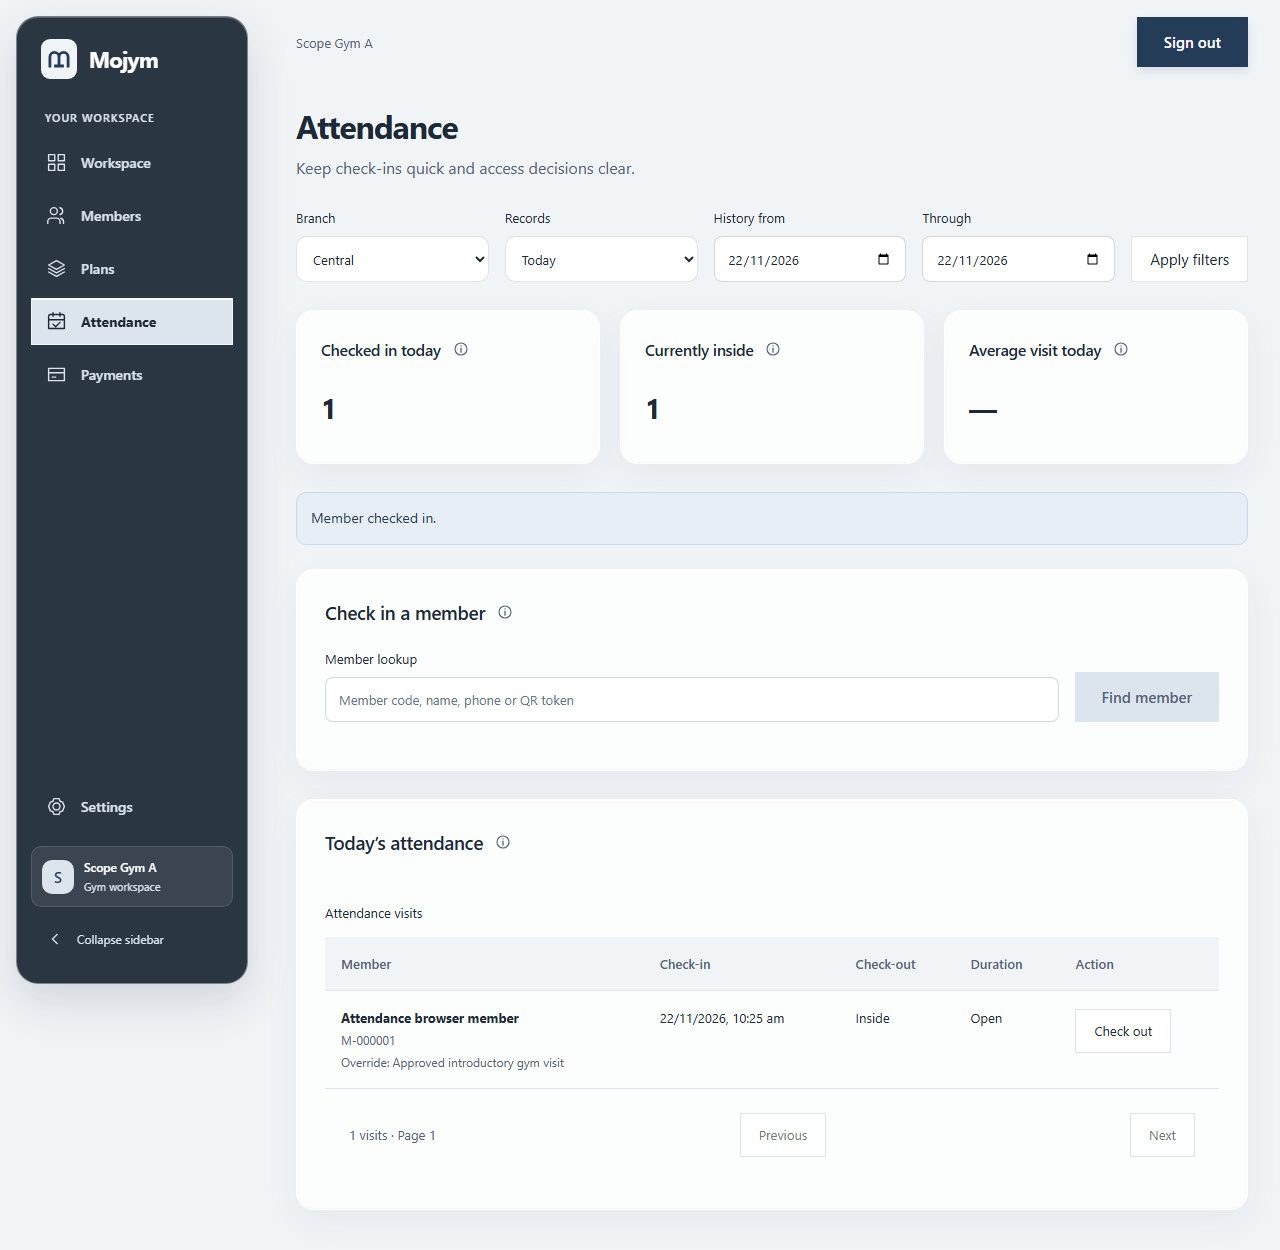 Mojym
YOUR WORKSPACE
Workspace
Members
Plans
Attendance
Payments
Settings
S
Scope Gym A
Gym workspace
Collapse sidebar
Scope Gym A
Sign out
Attendance
Keep check-ins quick and access decisions clear.
Branch
Records
History from
Through
Central
Today
22/11/2026
22/11/2026
Apply filters
Checked in today
1
Currently inside
1
Average visit today
—
Member checked in.
Check in a member
Member lookup
Member code, name, phone or QR token
Find member
Today’s attendance
Attendance visits
Member Check-in Check-out Duration Action
Attendance browser member 22/11/2026, 10:25 am Inside Open Check out
M-000001
Override: Approved introductory gym visit
1 visits · Page 1 Previous Next